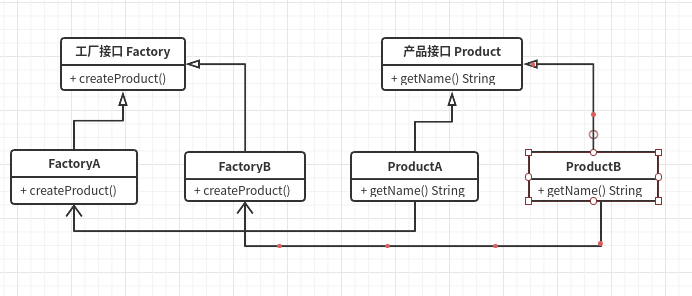 工厂接口 Factory
+ createProduct()
产品接口 Product
+ getName() String
FactoryA
+ createProduct()
FactoryB
+ createProduct()
ProductA
+ getName() String
ProductB
+ getName() String